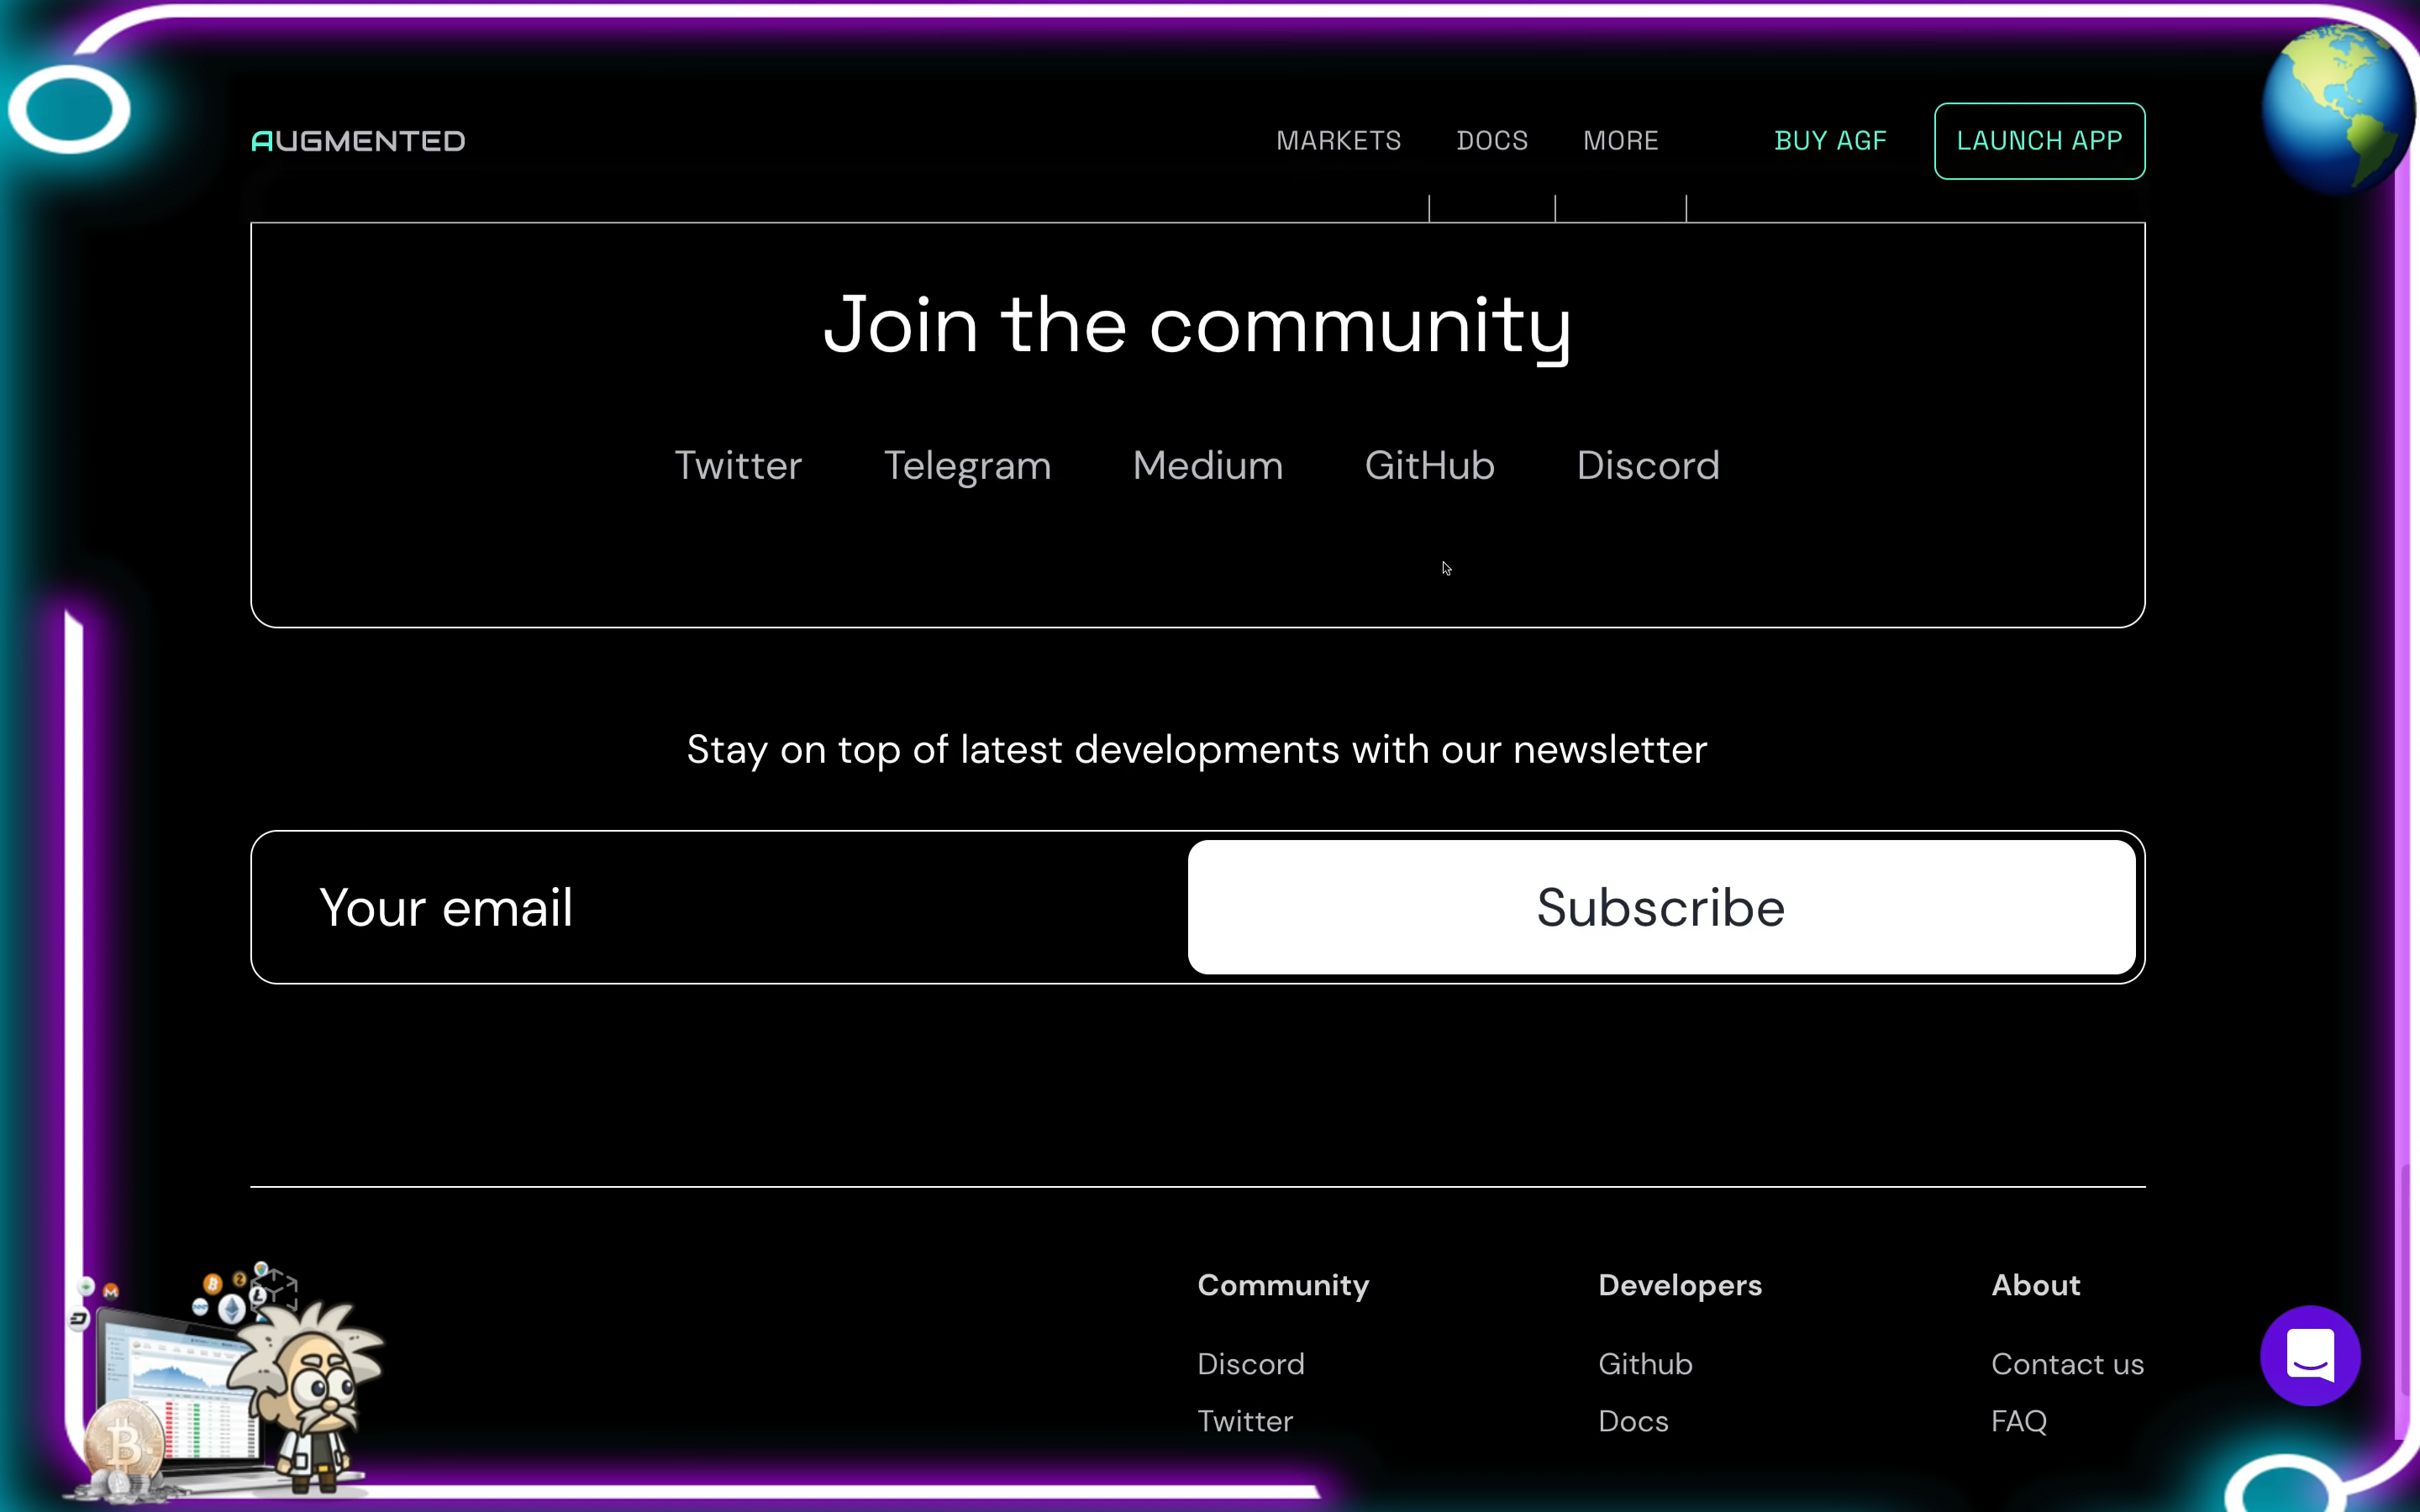 AUGMENTED MARKETS DOCS MORE BUY AGF LAUNCH APP
Join the community
Twitter Telegram Medium GitHub Discord
Stay on top of latest developments with our newsletter
Your email Subscribe
Community Developers About
Discord Github Contact us
Twitter Docs FAQ